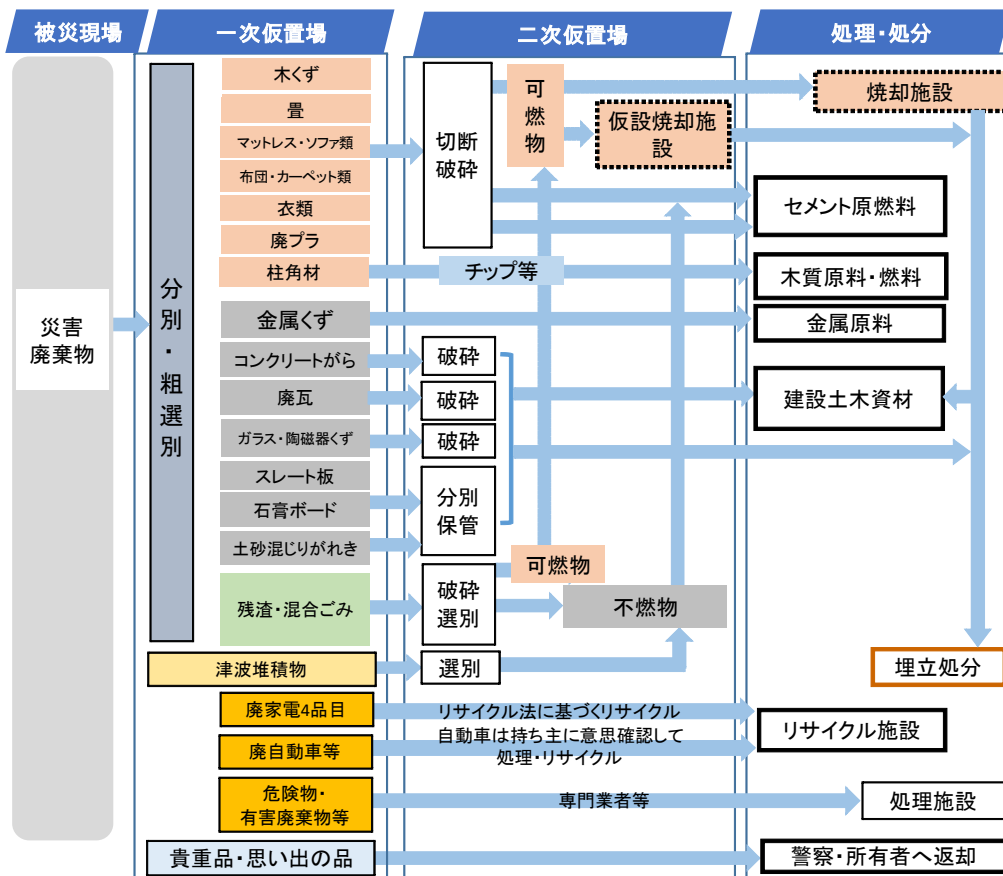 被災現場
一次仮置場
二次仮置場
処理・処分
災害
廃棄物
分別・粗選別
木くず
畳
マットレス・ソファ類
布団・カーペット類
衣類
廃プラ
柱角材
金属くず
コンクリートがら
廃瓦
ガラス・陶磁器くず
スレート板
石膏ボード
土砂混じりがれき
残渣・混合ごみ
津波堆積物
廃家電4品目
廃自動車等
危険物・
有害廃棄物等
貴重品・思い出の品
切断
破砕
可燃物
仮設焼却施
設
チップ等
破砕
破砕
破砕
分別
保管
破砕
選別
可燃物
不燃物
選別
リサイクル法に基づくリサイクル
自動車は持ち主に意思確認して
処理・リサイクル
専門業者等
焼却施設
セメント原燃料
木質原料・燃料
金属原料
建設土木資材
埋立処分
リサイクル施設
処理施設
警察・所有者へ返却